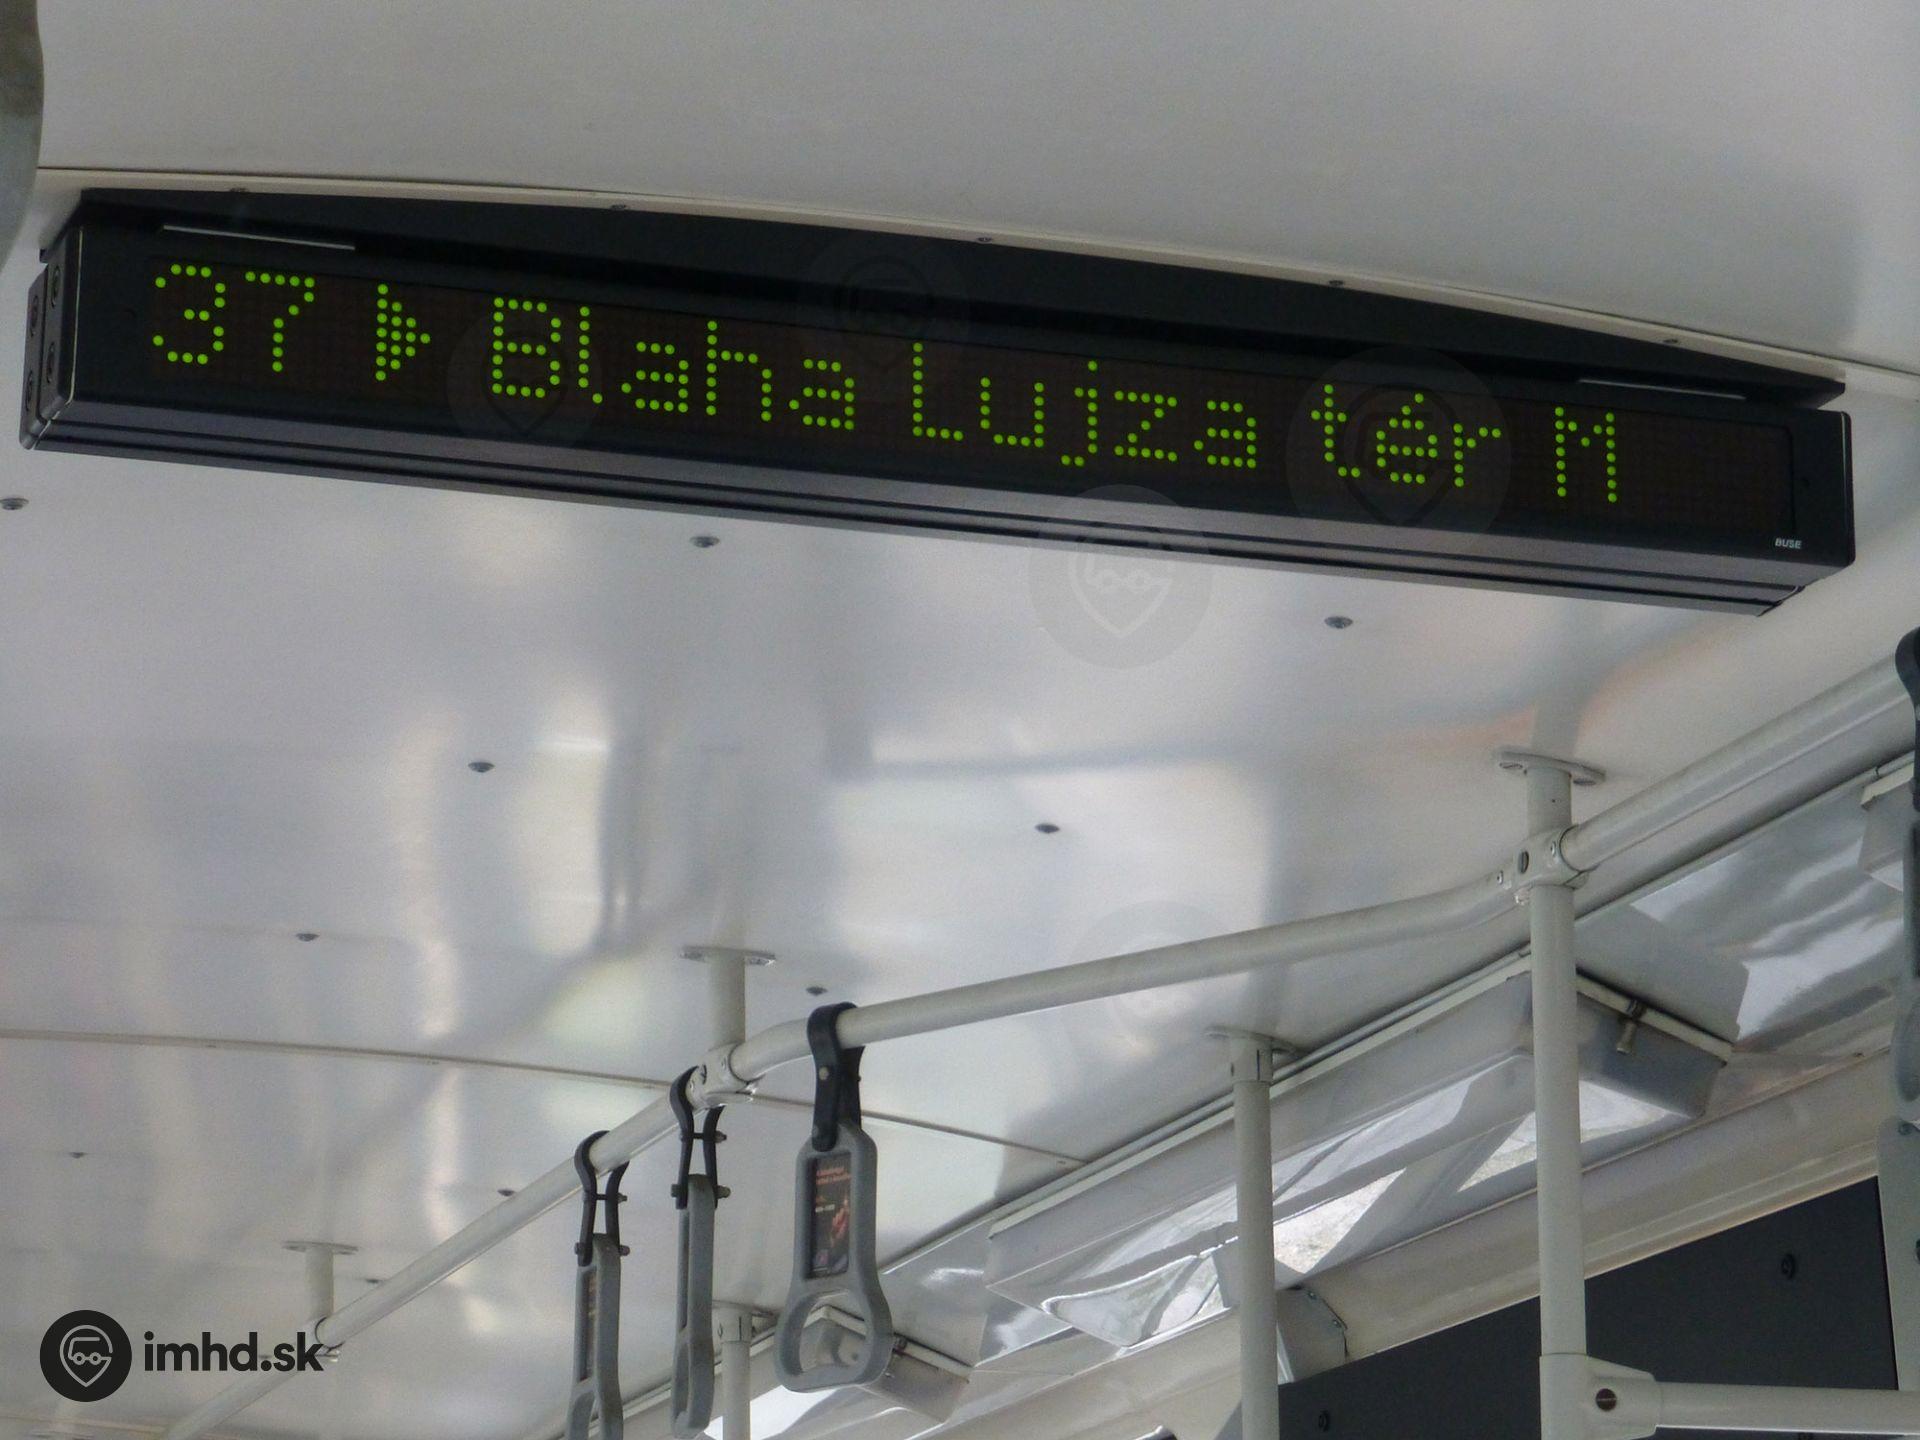 37 ▶ Blaha Lujza tér M
BUSE
imhd.sk